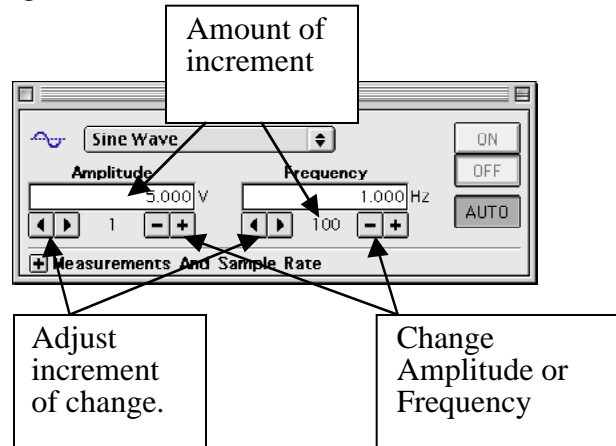 Amount of
increment
Sine Wave
ON
OFF
AUTO
Amplitude
Frequency
5.000 V
1.000 Hz
1
- +
100
- +
+ Measurements And Sample Rate
Adjust
increment
of change.
Change
Amplitude or
Frequency